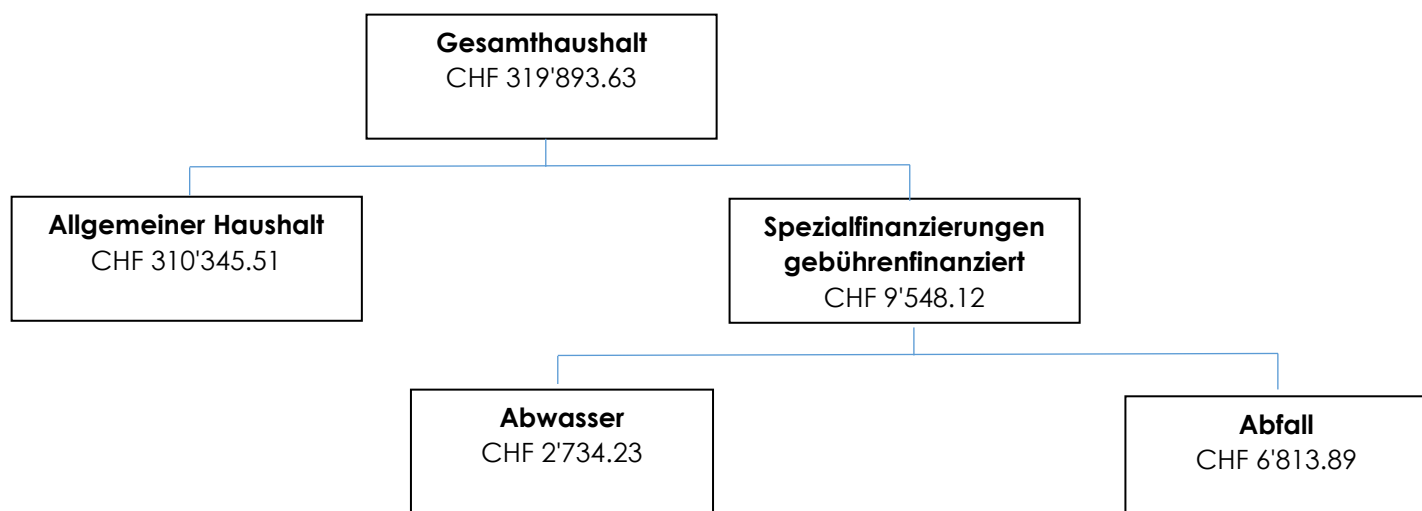 Gesamthaushalt
CHF 319'893.63
Allgemeiner Haushalt
CHF 310'345.51
Spezialfinanzierungen
gebührenfinanziert
CHF 9'548.12
Abwasser
CHF 2'734.23
Abfall
CHF 6'813.89